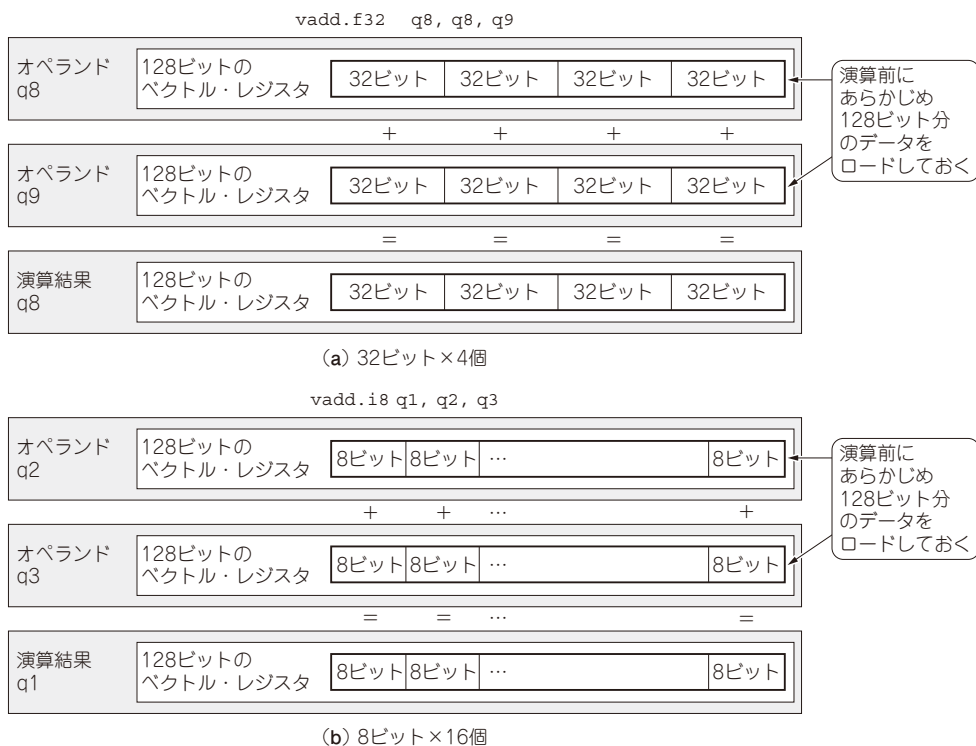 vadd.f32 q8, q8, q9
オペランド
q8
128ビットの
ベクトル・レジスタ
32ビット 32ビット 32ビット 32ビット
演算前に
あらかじめ
128ビット分
のデータを
ロードしておく
+ + + +
オペランド
q9
128ビットの
ベクトル・レジスタ
32ビット 32ビット 32ビット 32ビット
= = = =
演算結果
q8
128ビットの
ベクトル・レジスタ
32ビット 32ビット 32ビット 32ビット
(a) 32ビット×4個
vadd.i8 q1, q2, q3
オペランド
q2
128ビットの
ベクトル・レジスタ
8ビット 8ビット … 8ビット
演算前に
あらかじめ
128ビット分
のデータを
ロードしておく
+ + … +
オペランド
q3
128ビットの
ベクトル・レジスタ
8ビット 8ビット … 8ビット
= = … =
演算結果
q1
128ビットの
ベクトル・レジスタ
8ビット 8ビット … 8ビット
(b) 8ビット×16個